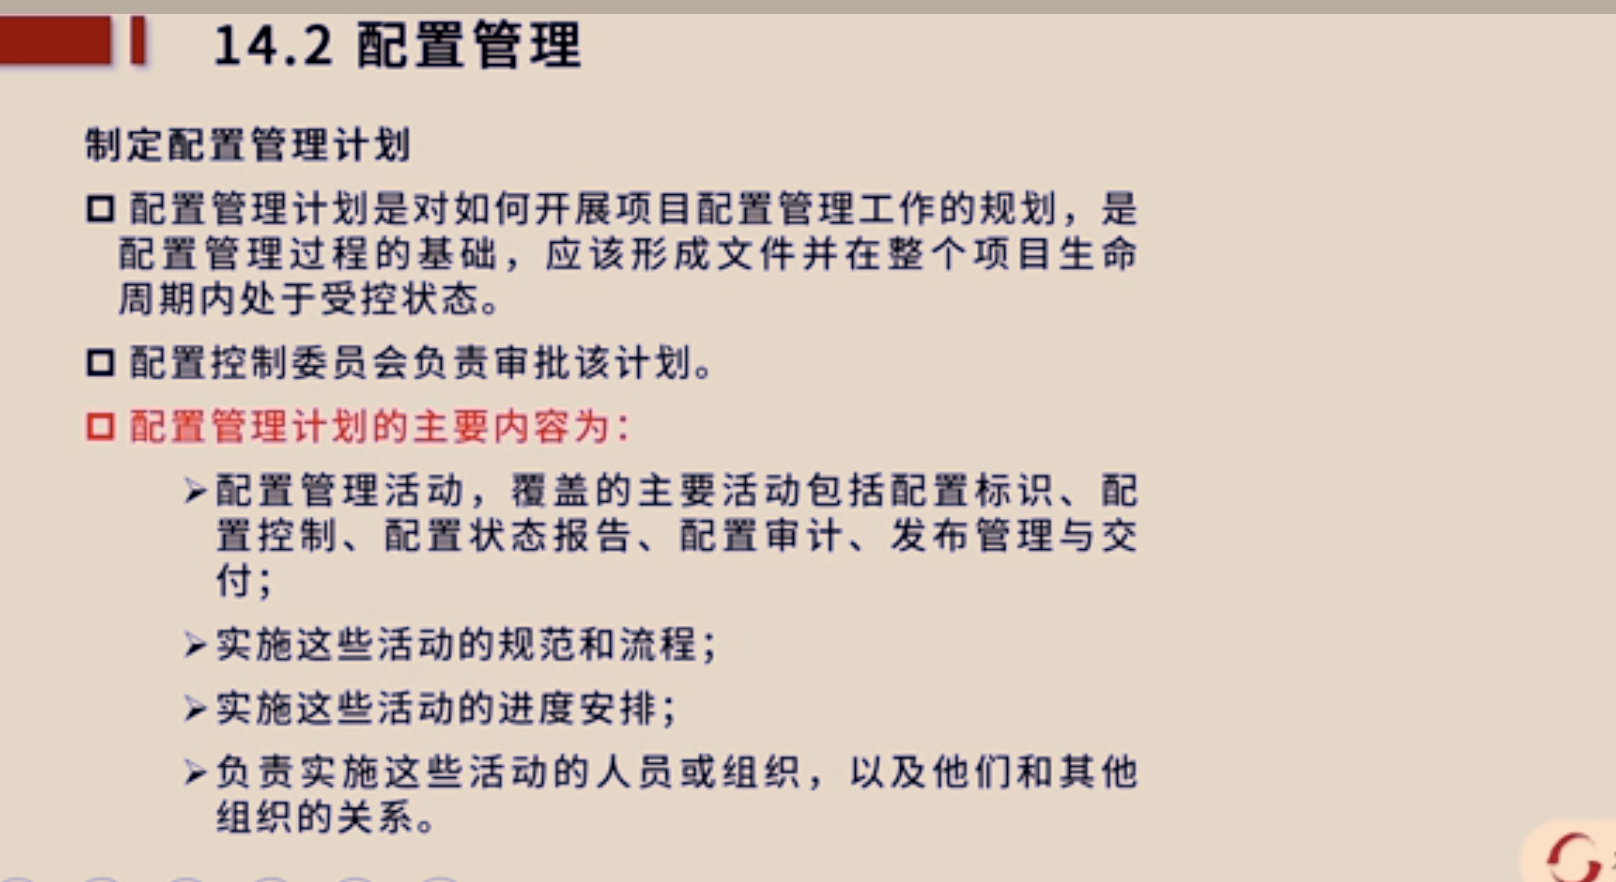 14.2 配置管理
制定配置管理计划
配置管理计划是对如何开展项目配置管理工作的规划，是
配置管理过程的基础，应该形成文件并在整个项目生命
周期内处于受控状态。
配置控制委员会负责审批该计划。
配置管理计划的主要内容为：
配置管理活动，覆盖的主要活动包括配置标识、配
置控制、配置状态报告、配置审计、发布管理与交
付；
实施这些活动的规范和流程；
实施这些活动的进度安排；
负责实施这些活动的人员或组织，以及他们和其他
组织的关系。